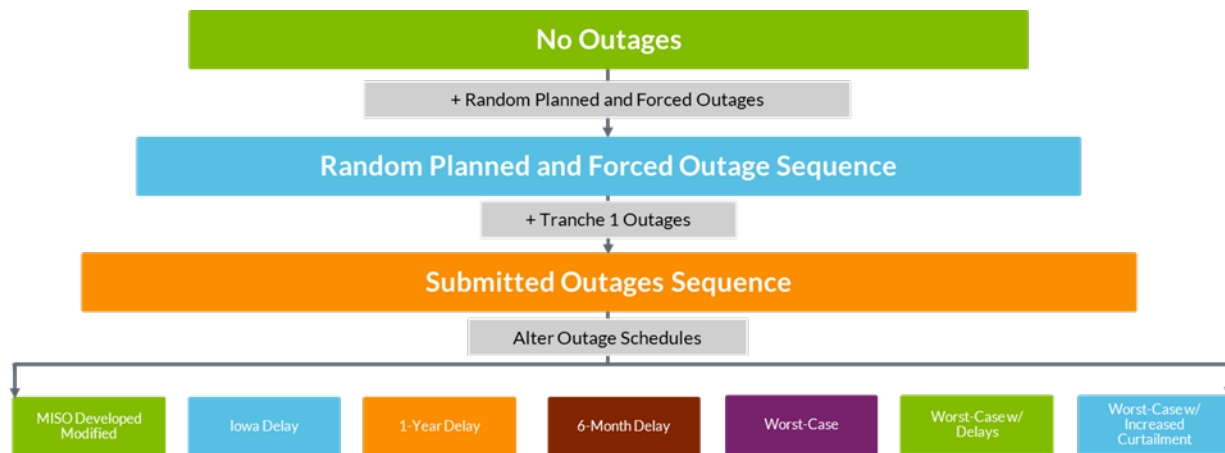 No Outages
+ Random Planned and Forced Outages
Random Planned and Forced Outage Sequence
+ Tranche 1 Outages
Submitted Outages Sequence
Alter Outage Schedules
MISO Developed
Modified
Iowa Delay
1-Year Delay
6-Month Delay
Worst-Case
Worst-Case w/
Delays
Worst-Case w/
Increased
Curtailment